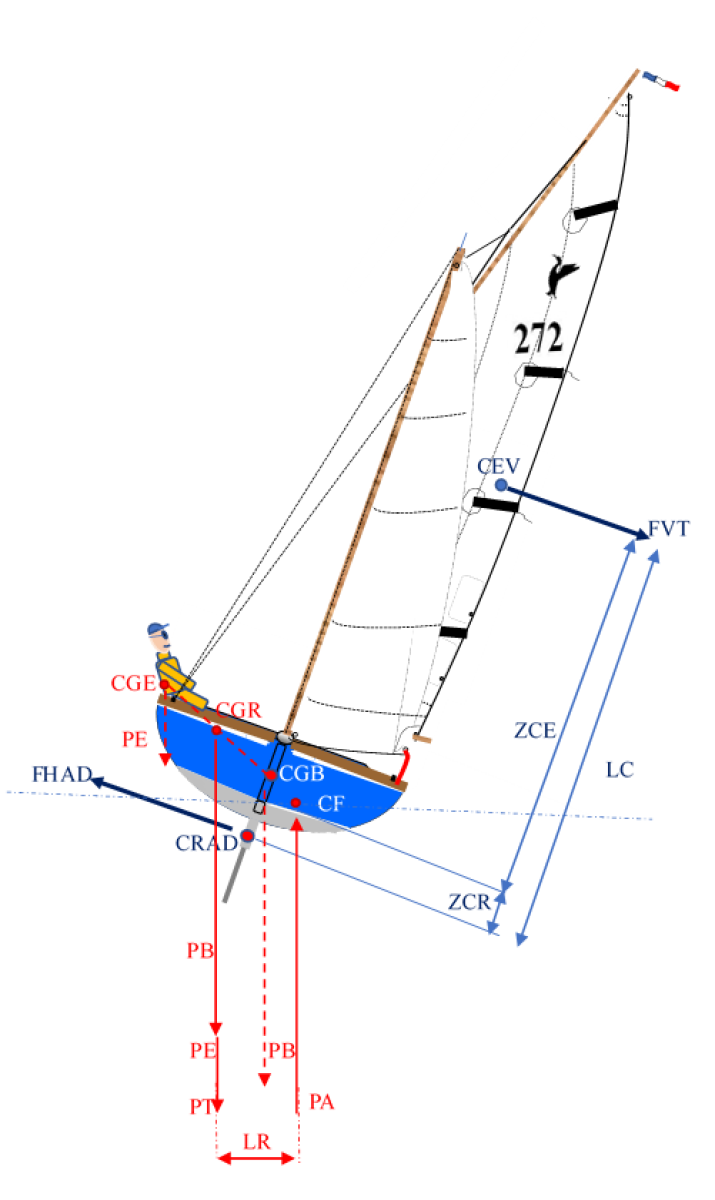 272
CEV
FVT
CGE
CGR
PE
ZCE
FHAD
CGB
LC
CF
CRAD
ZCR
PB
PE
PB
PT
PA
LR